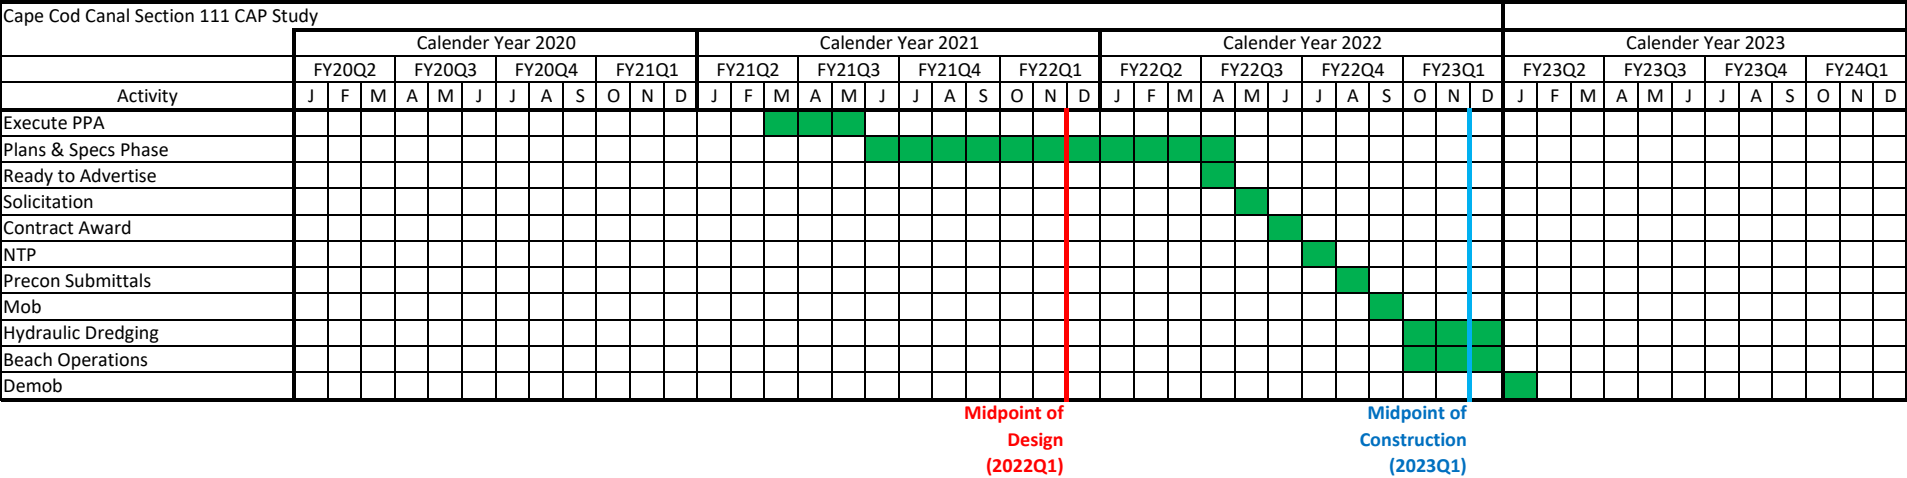 Cape Cod Canal Section 111 CAP Study
Calender Year 2020 Calender Year 2021 Calender Year 2022 Calender Year 2023
FY20Q2 FY20Q3 FY20Q4 FY21Q1 FY21Q2 FY21Q3 FY21Q4 FY22Q1 FY22Q2 FY22Q3 FY22Q4 FY23Q1 FY23Q2 FY23Q3 FY23Q4 FY24Q1
Activity J F M A M J J A S O N D J F M A M J J A S O N D J F M A M J J A S O N D J F M A M J J A S O N D
Execute PPA
Plans & Specs Phase
Ready to Advertise
Solicitation
Contract Award
NTP
Precon Submittals
Mob
Hydraulic Dredging
Beach Operations
Demob
Midpoint of
Design
(2022Q1)
Midpoint of
Construction
(2023Q1)